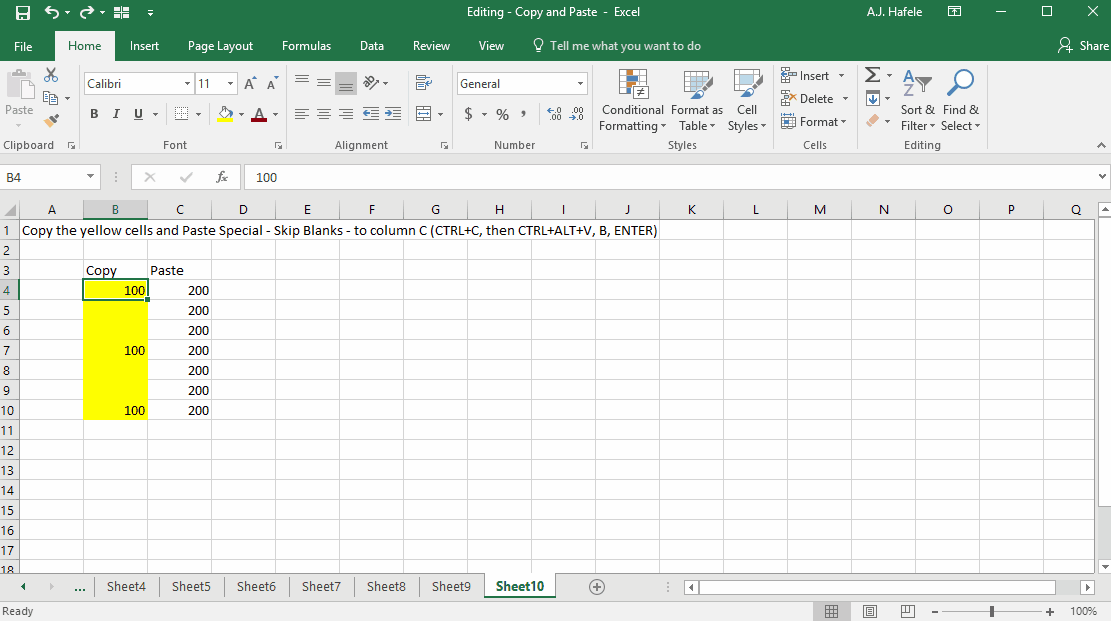 Editing - Copy and Paste - Excel
A.J. Hafele
File Home Insert Page Layout Formulas Data Review View Tell me what you want to do Share
Paste
Clipboard
Calibri 11
B I U A
Font
Alignment
General
$ % ,
Number
Conditional Formatting
Format as Table
Cell Styles
Styles
Insert
Delete
Format
Cells
Sort & Filter
Find & Select
Editing
B4 fx 100
A B C D E F G H I J K L M N O P Q
1 Copy the yellow cells and Paste Special - Skip Blanks - to column C (CTRL+C, then CTRL+ALT+V, B, ENTER)
2
3 Copy Paste
4 100 200
5 200
6 200
7 100 200
8 200
9 200
10 100 200
11
12
13
14
15
16
17
18
... Sheet4 Sheet5 Sheet6 Sheet7 Sheet8 Sheet9 Sheet10
Ready 100%